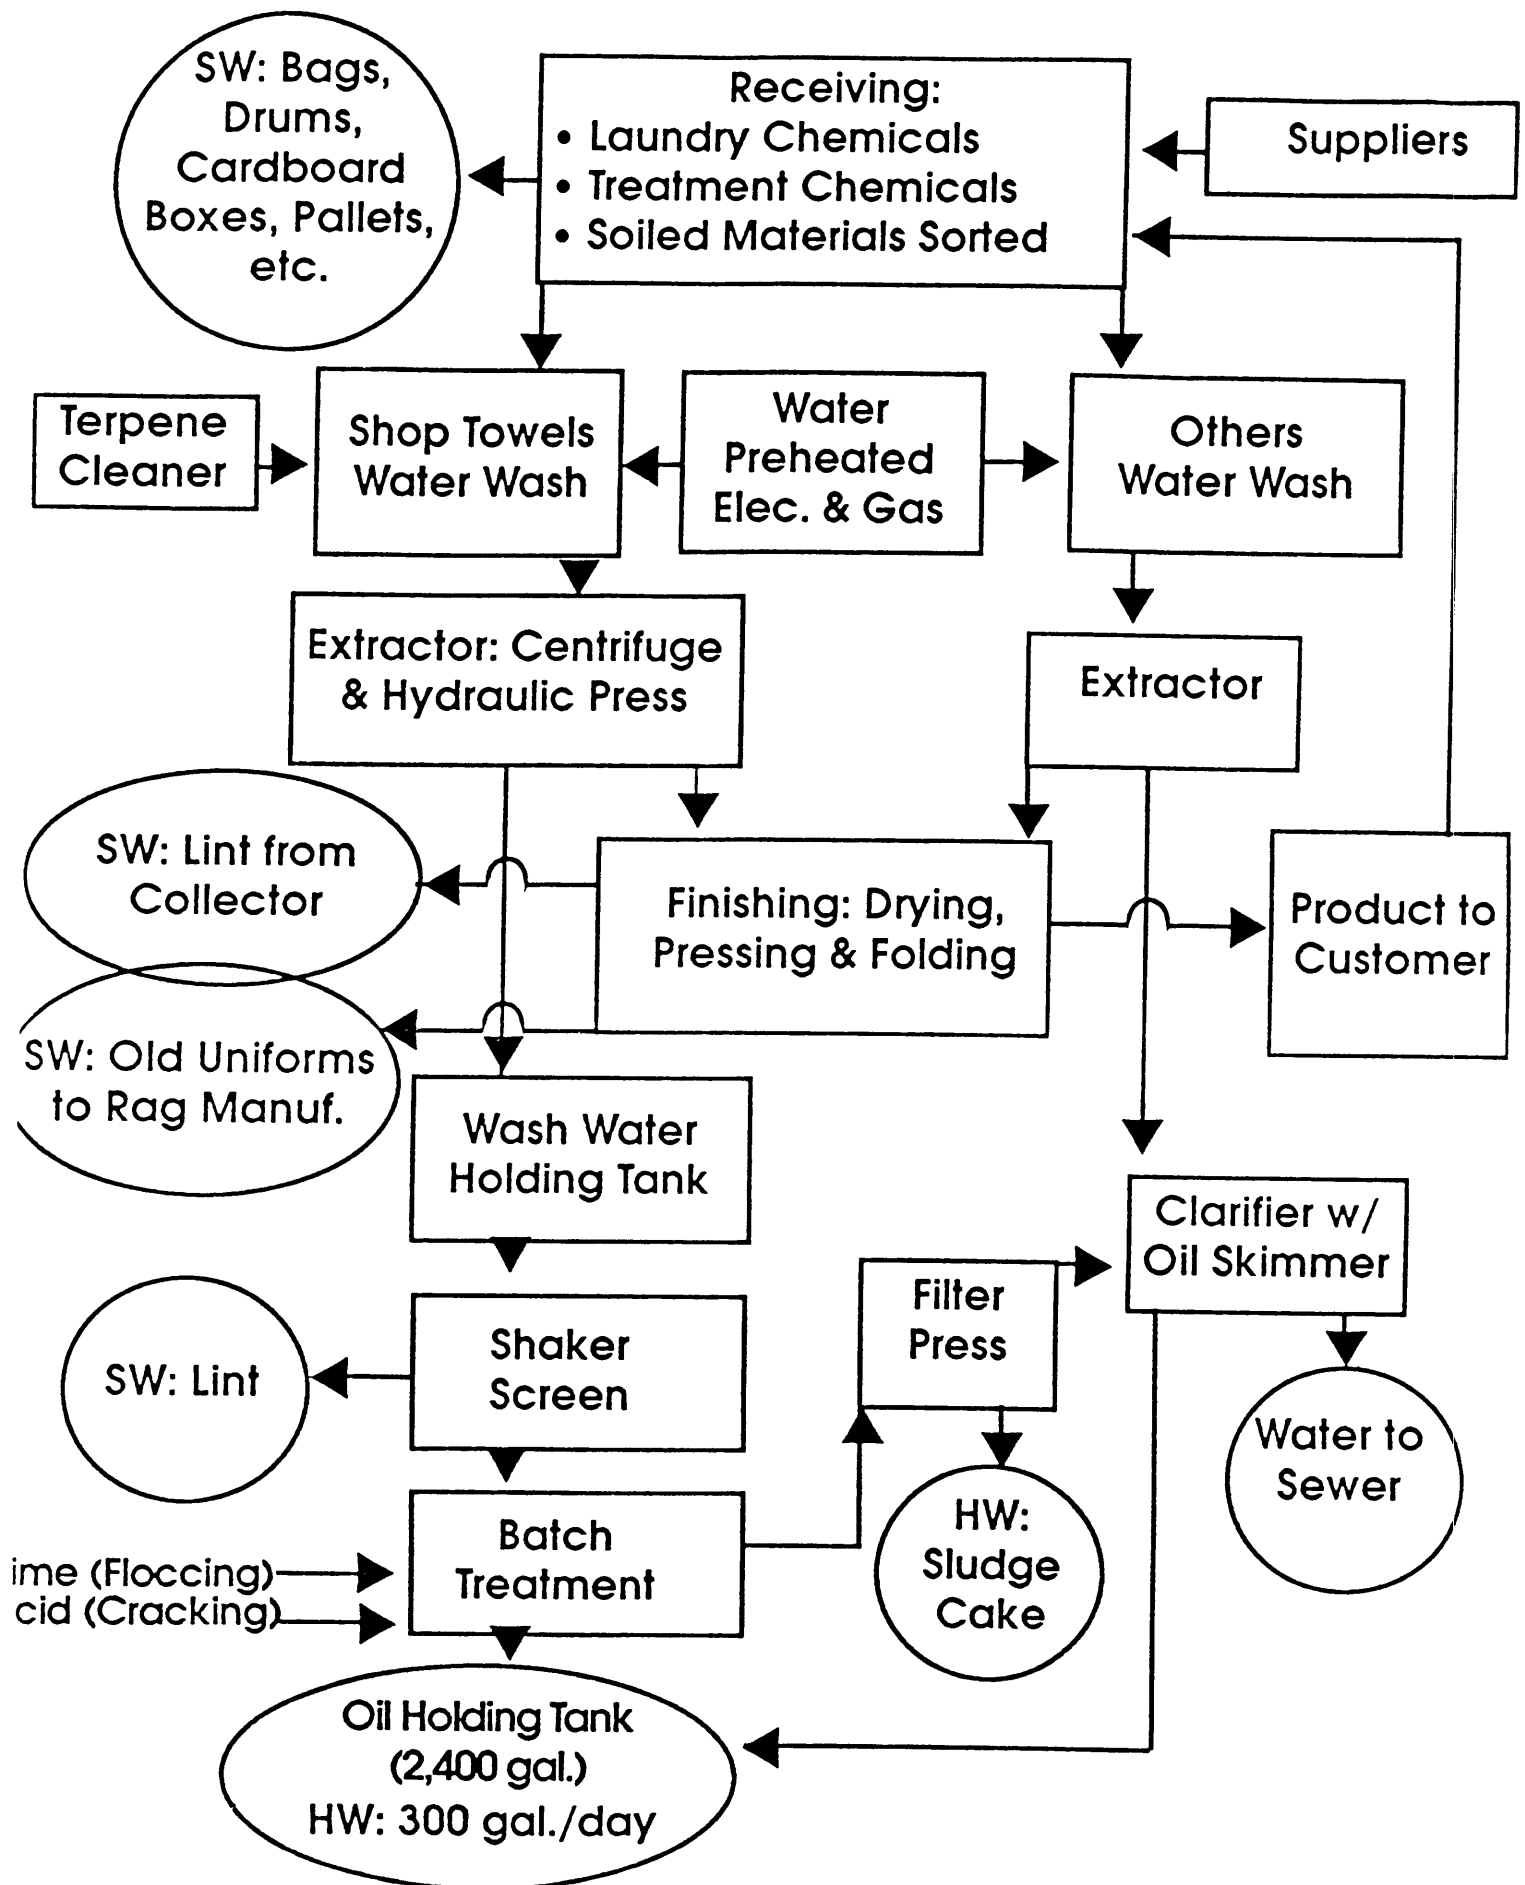 SW: Bags,
Drums,
Cardboard
Boxes, Pallets,
etc.
Receiving:
• Laundry Chemicals
• Treatment Chemicals
• Soiled Materials Sorted
Suppliers
Terpene
Cleaner
Shop Towels
Water Wash
Water
Preheated
Elec. & Gas
Others
Water Wash
Extractor: Centrifuge
& Hydraulic Press
Extractor
SW: Lint from
Collector
Finishing: Drying,
Pressing & Folding
Product to
Customer
SW: Old Uniforms
to Rag Manuf.
Wash Water
Holding Tank
Clarifier w/
Oil Skimmer
Filter
Press
SW: Lint
Shaker
Screen
Water to
Sewer
HW:
Sludge
Cake
Batch
Treatment
ime (Floccing)
cid (Cracking)
Oil Holding Tank
(2,400 gal.)
HW: 300 gal./day